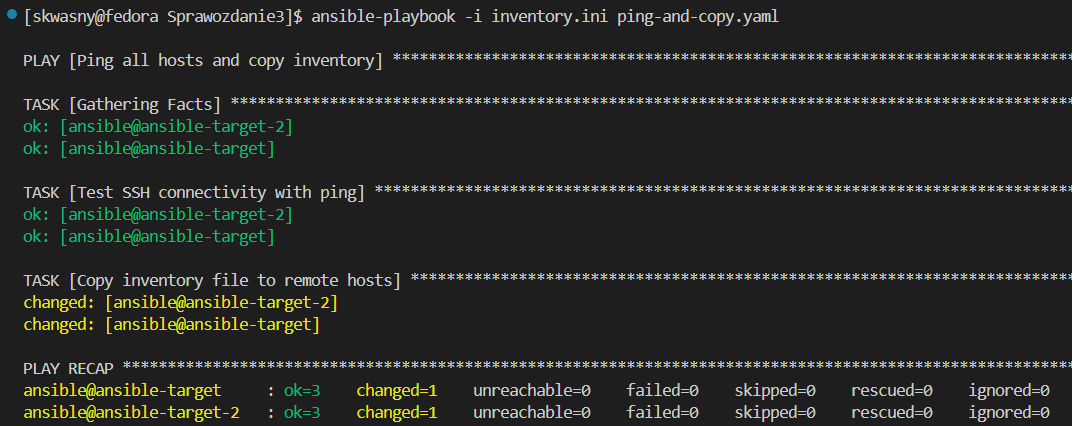 [skwasny@fedora Sprawozdanie3]$ ansible-playbook -i inventory.ini ping-and-copy.yaml
PLAY [Ping all hosts and copy inventory] ***************************************************************************
TASK [Gathering Facts] *********************************************************************************************
ok: [ansible@ansible-target-2]
ok: [ansible@ansible-target]
TASK [Test SSH connectivity with ping] *****************************************************************************
ok: [ansible@ansible-target-2]
ok: [ansible@ansible-target]
TASK [Copy inventory file to remote hosts] *************************************************************************
changed: [ansible@ansible-target-2]
changed: [ansible@ansible-target]
PLAY RECAP *********************************************************************************************************
ansible@ansible-target     : ok=3    changed=1    unreachable=0    failed=0    skipped=0    rescued=0    ignored=0
ansible@ansible-target-2   : ok=3    changed=1    unreachable=0    failed=0    skipped=0    rescued=0    ignored=0